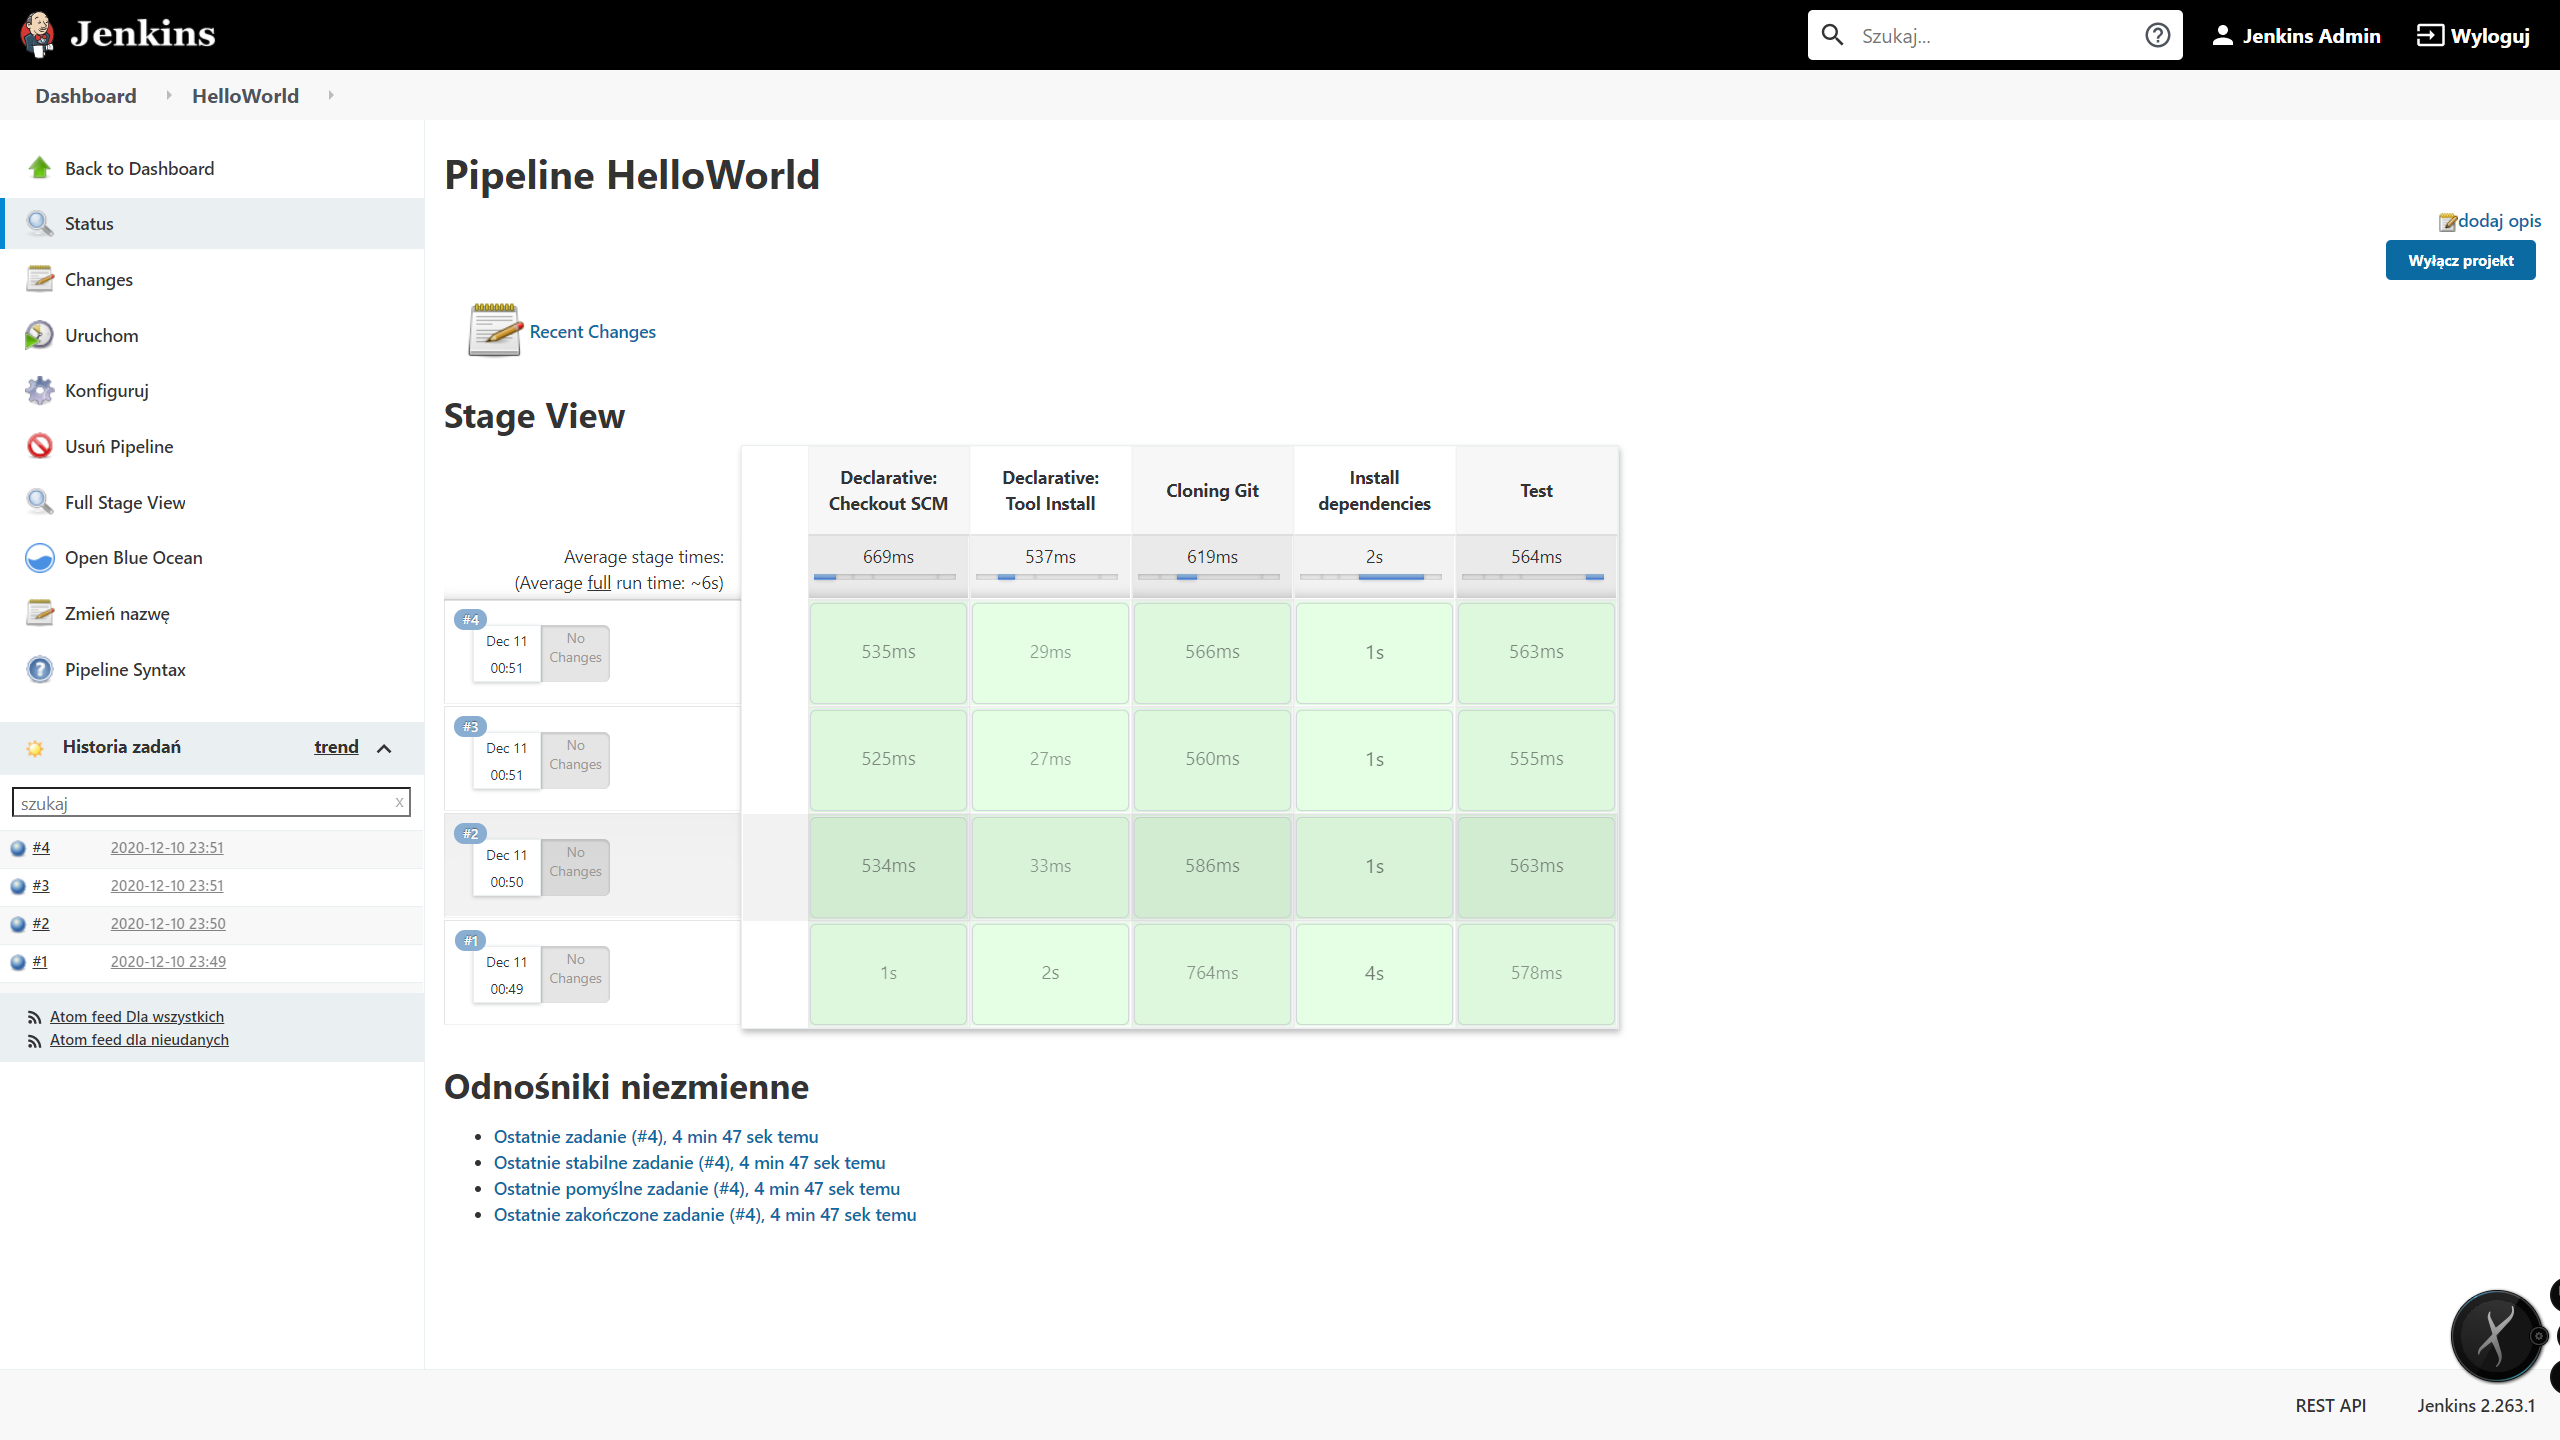 Jenkins
Szukaj...
Jenkins Admin
Wyloguj
Dashboard
HelloWorld
Back to Dashboard
Status
Changes
Uruchom
Konfiguruj
Usuń Pipeline
Full Stage View
Open Blue Ocean
Zmień nazwę
Pipeline Syntax
Historia zadań
trend
szukaj
x
#4 2020-12-10 23:51
#3 2020-12-10 23:51
#2 2020-12-10 23:50
#1 2020-12-10 23:49
Atom feed Dla wszystkich
Atom feed dla nieudanych
Pipeline HelloWorld
dodaj opis
Wyłącz projekt
Recent Changes
Stage View
Declarative:
Checkout SCM
Declarative:
Tool Install
Cloning Git
Install
dependencies
Test
Average stage times:
(Average full run time: ~6s)
669ms
537ms
619ms
2s
564ms
#4
Dec 11
00:51
No
Changes
535ms
29ms
566ms
1s
563ms
#3
Dec 11
00:51
No
Changes
525ms
27ms
560ms
1s
555ms
#2
Dec 11
00:50
No
Changes
534ms
33ms
586ms
1s
563ms
#1
Dec 11
00:49
No
Changes
1s
2s
764ms
4s
578ms
Odnośniki niezmienne
Ostatnie zadanie (#4), 4 min 47 sek temu
Ostatnie stabilne zadanie (#4), 4 min 47 sek temu
Ostatnie pomyślne zadanie (#4), 4 min 47 sek temu
Ostatnie zakończone zadanie (#4), 4 min 47 sek temu
REST API
Jenkins 2.263.1